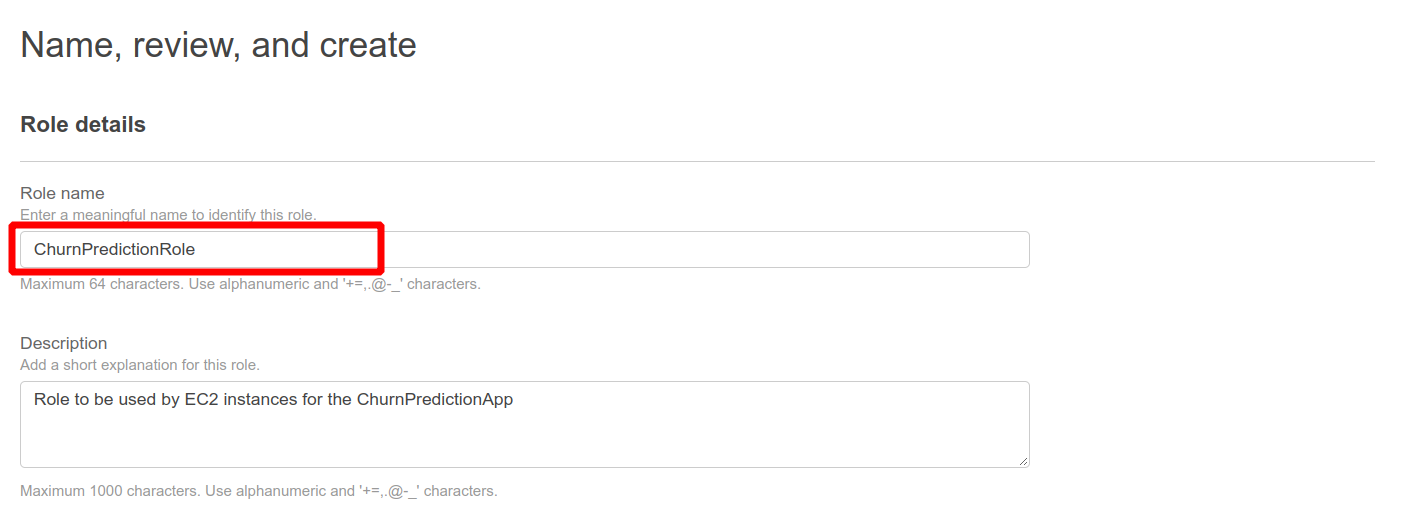 Name, review, and create
Role details
Role name
Enter a meaningful name to identify this role.
ChurnPredictionRole
Maximum 64 characters. Use alphanumeric and '+=,.@-_' characters.
Description
Add a short explanation for this role.
Role to be used by EC2 instances for the ChurnPredictionApp
Maximum 1000 characters. Use alphanumeric and '+=,.@-_' characters.